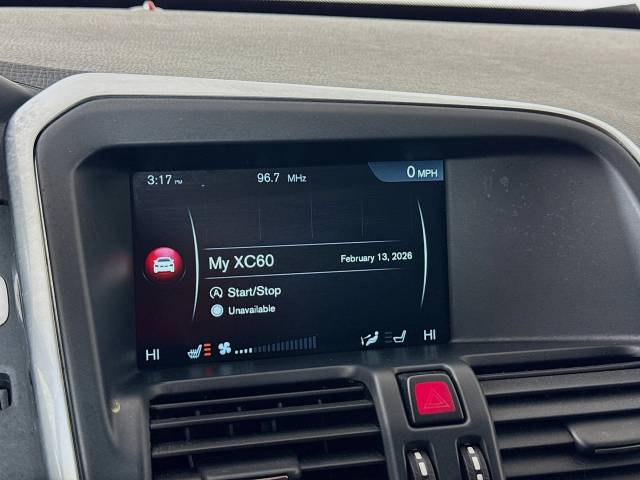 3:17 PM 96.7 MHz 0 MPH
My XC60 February 13, 2026
Start/Stop
Unavailable
HI HI